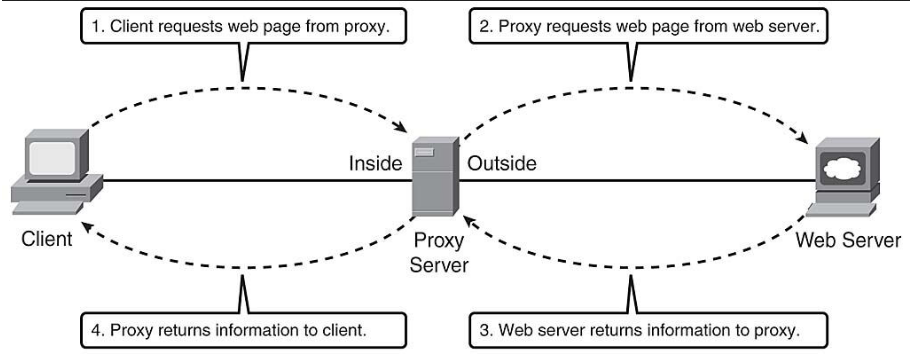 1. Client requests web page from proxy.
2. Proxy requests web page from web server.
Inside
Outside
Client
Proxy
Server
Web Server
4. Proxy returns information to client.
3. Web server returns information to proxy.